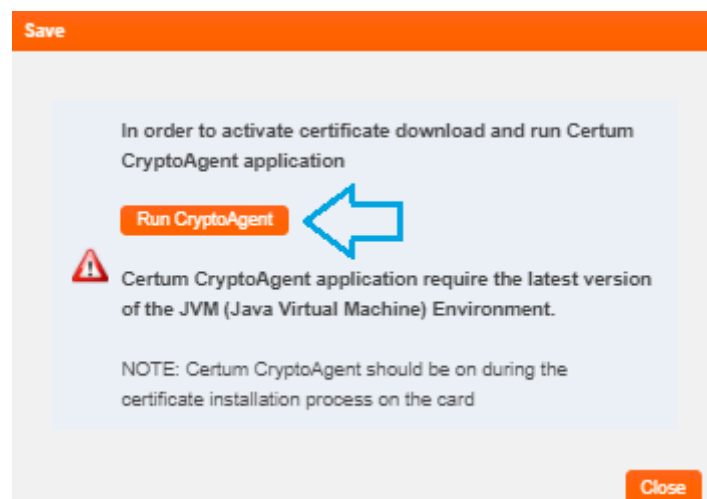 Save
In order to activate certificate download and run Certum
CryptoAgent application
Run CryptoAgent
Certum CryptoAgent application require the latest version
of the JVM (Java Virtual Machine) Environment.
NOTE: Certum CryptoAgent should be on during the
certificate installation process on the card
Close